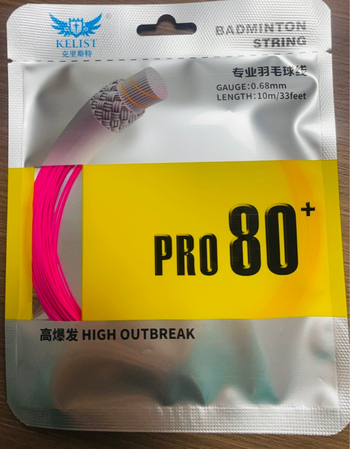 KELIST
克里斯特
BADMINTON
STRING
专业羽毛球线
GAUGE:0.68mm
LENGTH:10m/33feet
PRO 80+
高爆发 HIGH OUTBREAK